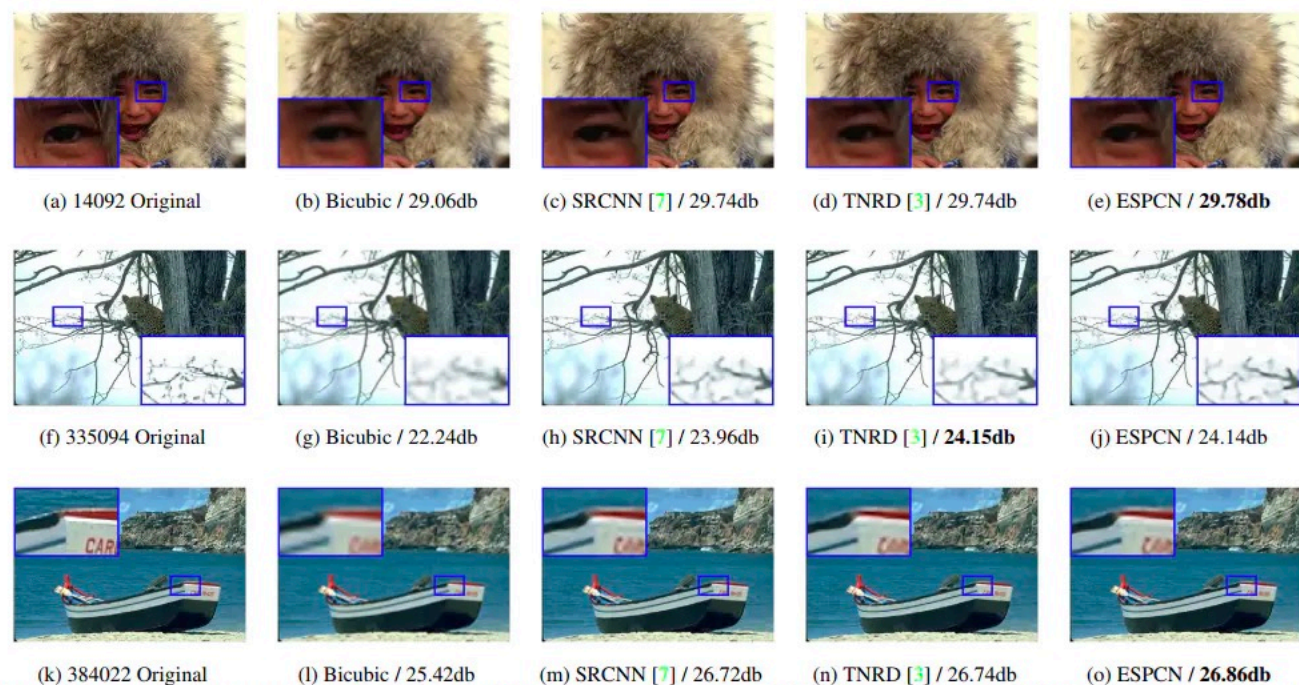 (a) 14092 Original
(b) Bicubic / 29.06db
(c) SRCNN [7] / 29.74db
(d) TNRD [3] / 29.74db
(e) ESPCN / 29.78db
(f) 335094 Original
(g) Bicubic / 22.24db
(h) SRCNN [7] / 23.96db
(i) TNRD [3] / 24.15db
(j) ESPCN / 24.14db
CAR
(k) 384022 Original
(l) Bicubic / 25.42db
(m) SRCNN [7] / 26.72db
(n) TNRD [3] / 26.74db
(o) ESPCN / 26.86db